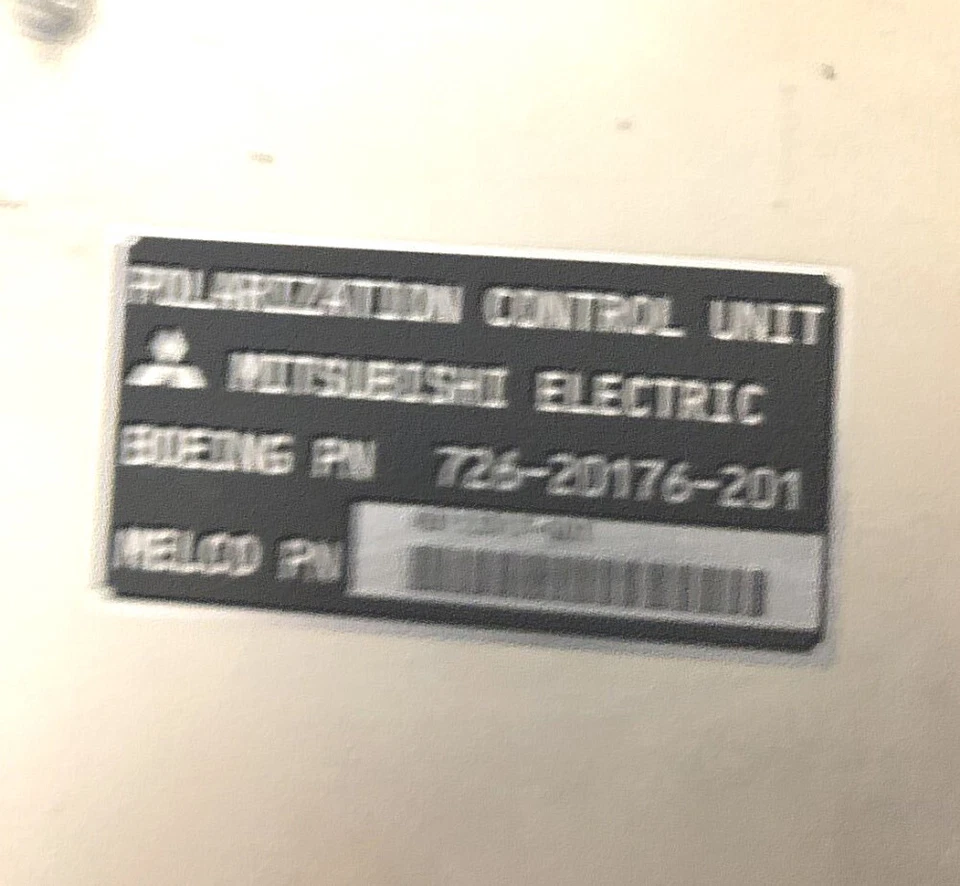 POLARIZATION CONTROL UNIT
MITSUBISHI ELECTRIC
BOEING PN 726-20176-201
MELCO PN